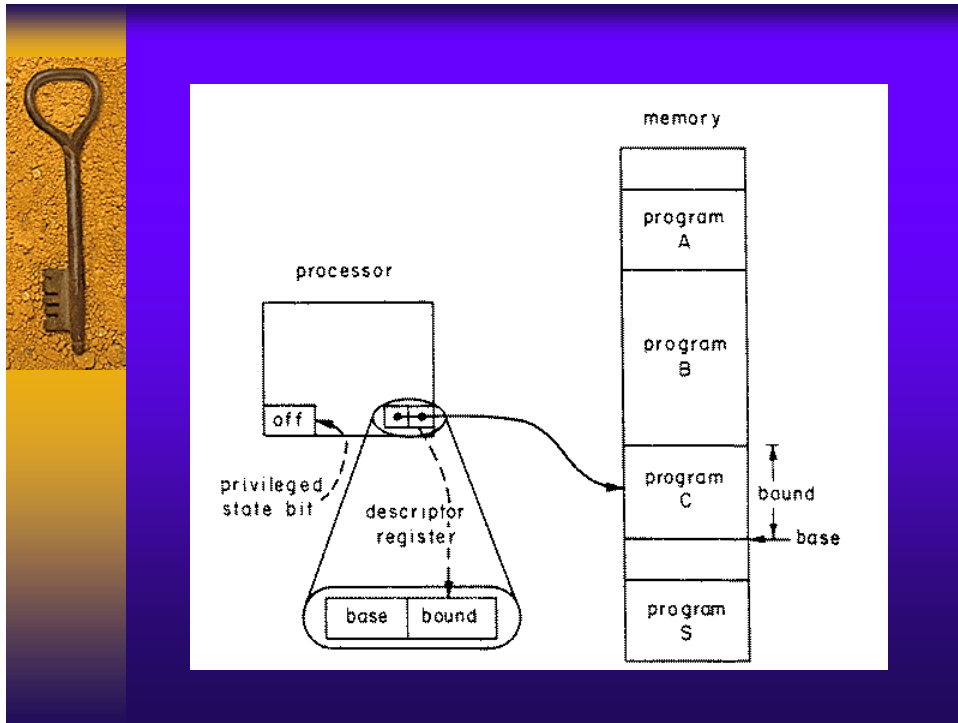 memory
program
A
processor
program
B
off
privileged
state bit
descriptor
register
program
C
bound
base
base
bound
program
S